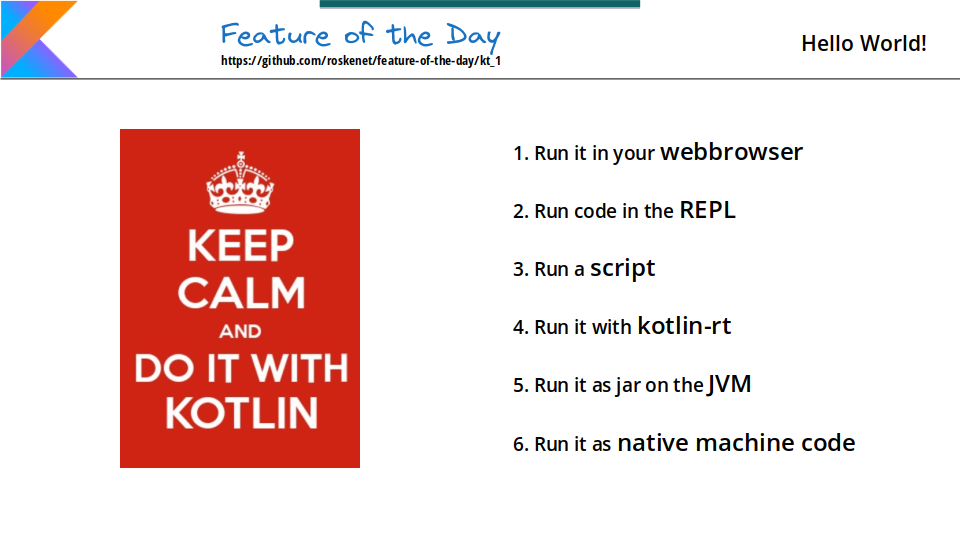 Feature of the Day
https://github.com/roskenet/feature-of-the-day/kt_1
Hello World!
KEEP
CALM
AND
DO IT WITH
KOTLIN
1. Run it in your webbrowser
2. Run code in the REPL
3. Run a script
4. Run it with kotlin-rt
5. Run it as jar on the JVM
6. Run it as native machine code